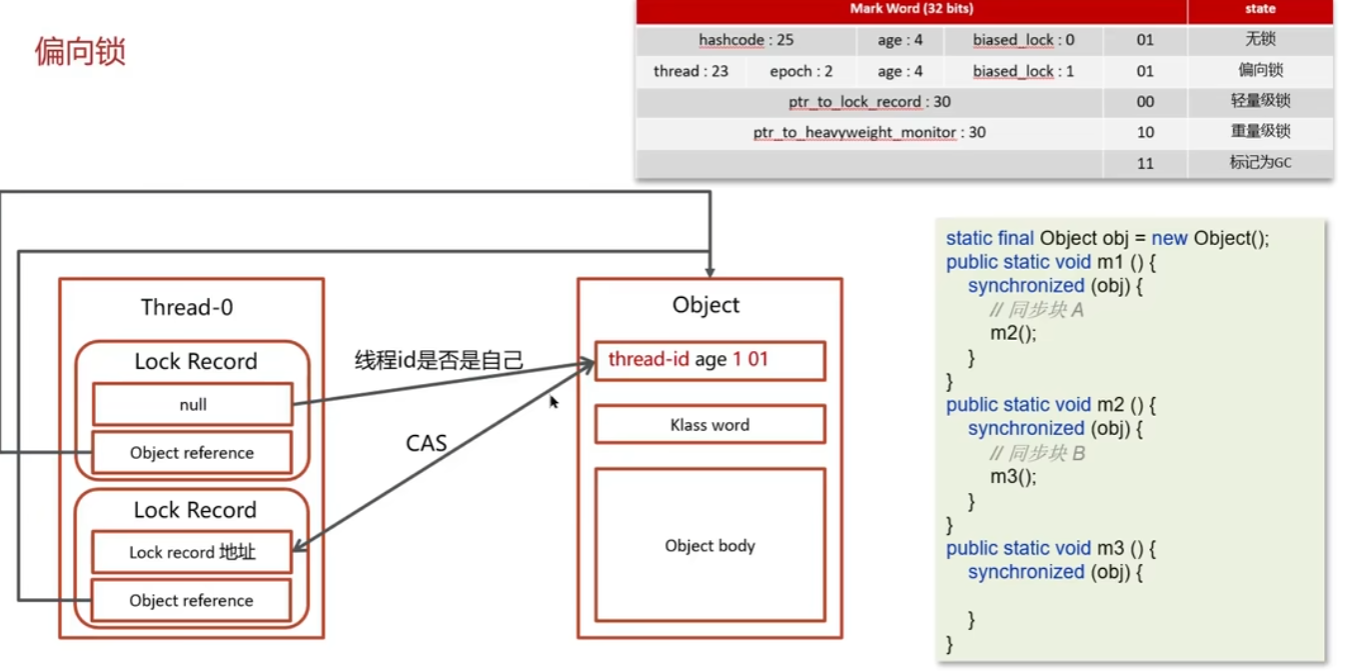 偏向锁
Mark Word (32 bits) state
hashcode : 25 age : 4 biased_lock : 0 01 无锁
thread : 23 epoch : 2 age : 4 biased_lock : 1 01 偏向锁
ptr_to_lock_record : 30 00 轻量级锁
ptr_to_heavyweight_monitor : 30 10 重量级锁
11 标记为GC
Thread-0
Lock Record
null
Object reference
Lock Record
Lock record 地址
Object reference
线程id是否是自己
CAS
Object
thread-id age 1 01
Klass word
Object body
static final Object obj = new Object();
public static void m1 () {
synchronized (obj) {
// 同步块 A
m2();
}
}
public static void m2 () {
synchronized (obj) {
// 同步块 B
m3();
}
}
public static void m3 () {
synchronized (obj) {
}
}